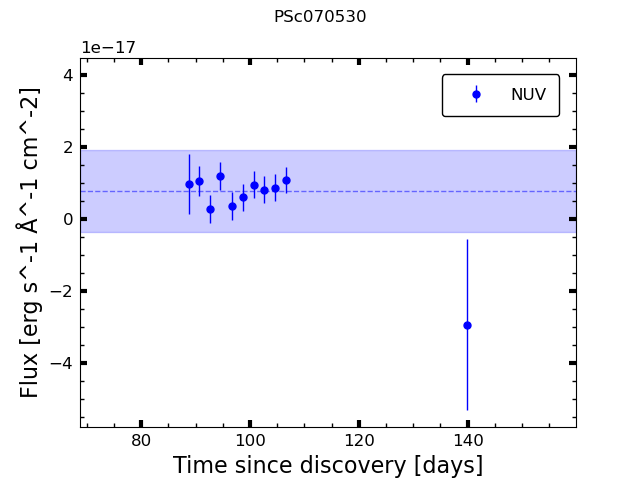 PSc070530
1e−17
NUV
4
2
0
−2
−4
Flux [erg s^-1 Å^-1 cm^-2]
80 100 120 140
Time since discovery [days]